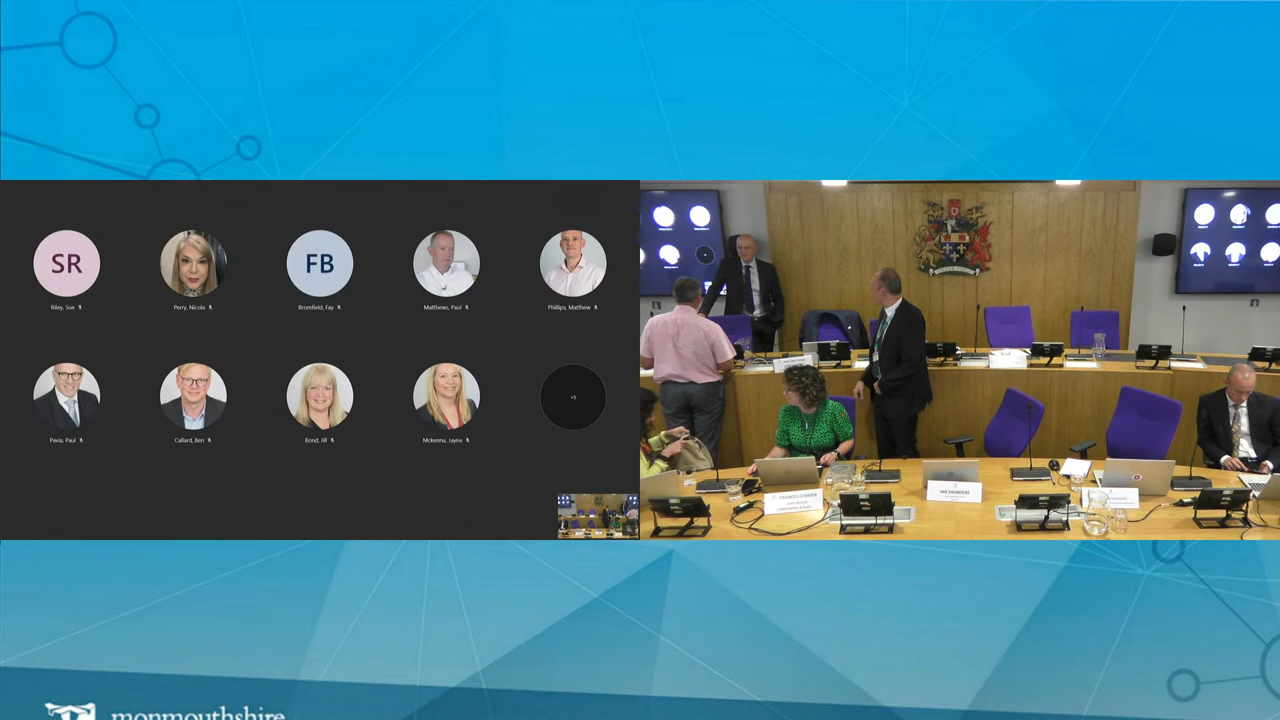 SR
FB
Riley, Sue
Perry, Nicola
Bromfield, Fay
Matthews, Paul
Phillips, Matthew
Pavia, Paul
Callard, Ben
Bond, Jill
Mckenna, Jayne
+5
FRANCES O'BRIEN
IAN SAUNDERS
monmouthshire